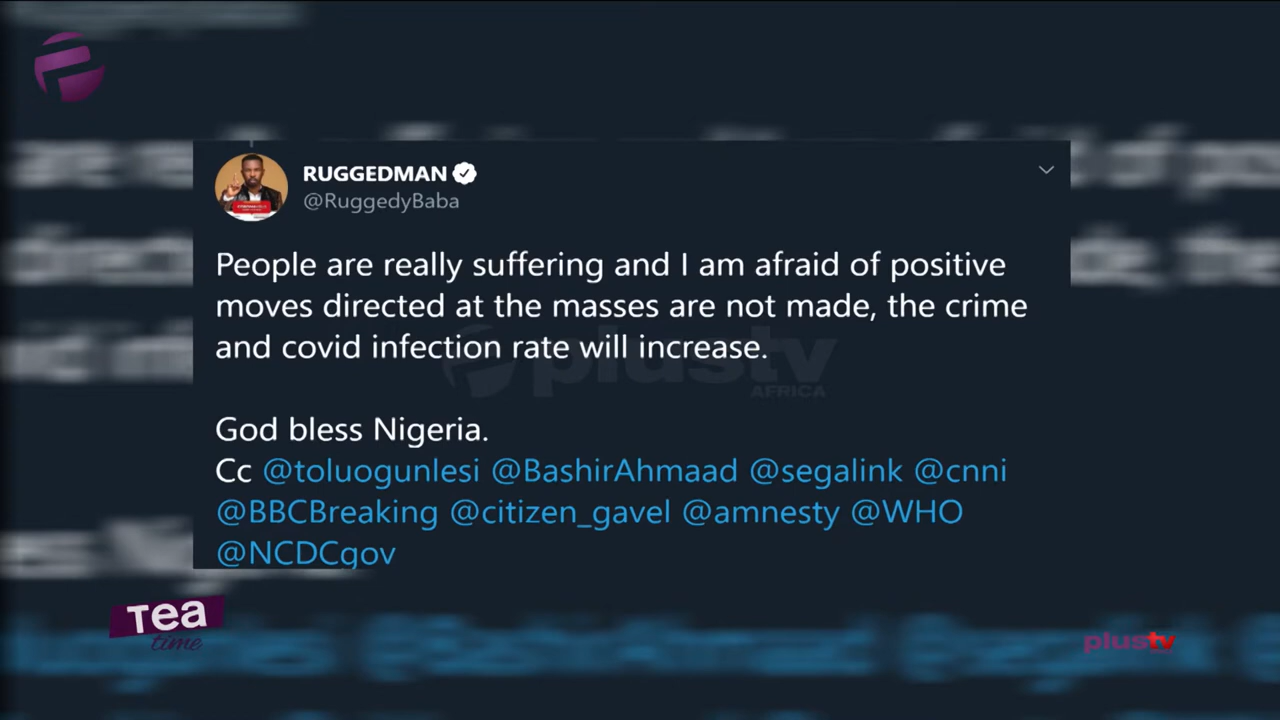 RUGGEDMAN
@RuggedyBaba
People are really suffering and I am afraid of positive
moves directed at the masses are not made, the crime
and covid infection rate will increase.
God bless Nigeria.
Cc @toluogunlesi @BashirAhmaad @segalink @cnni
@BBCBreaking @citizen_gavel @amnesty @WHO
@NCDCgov
plustv
AFRICA
Tea
time
plustv